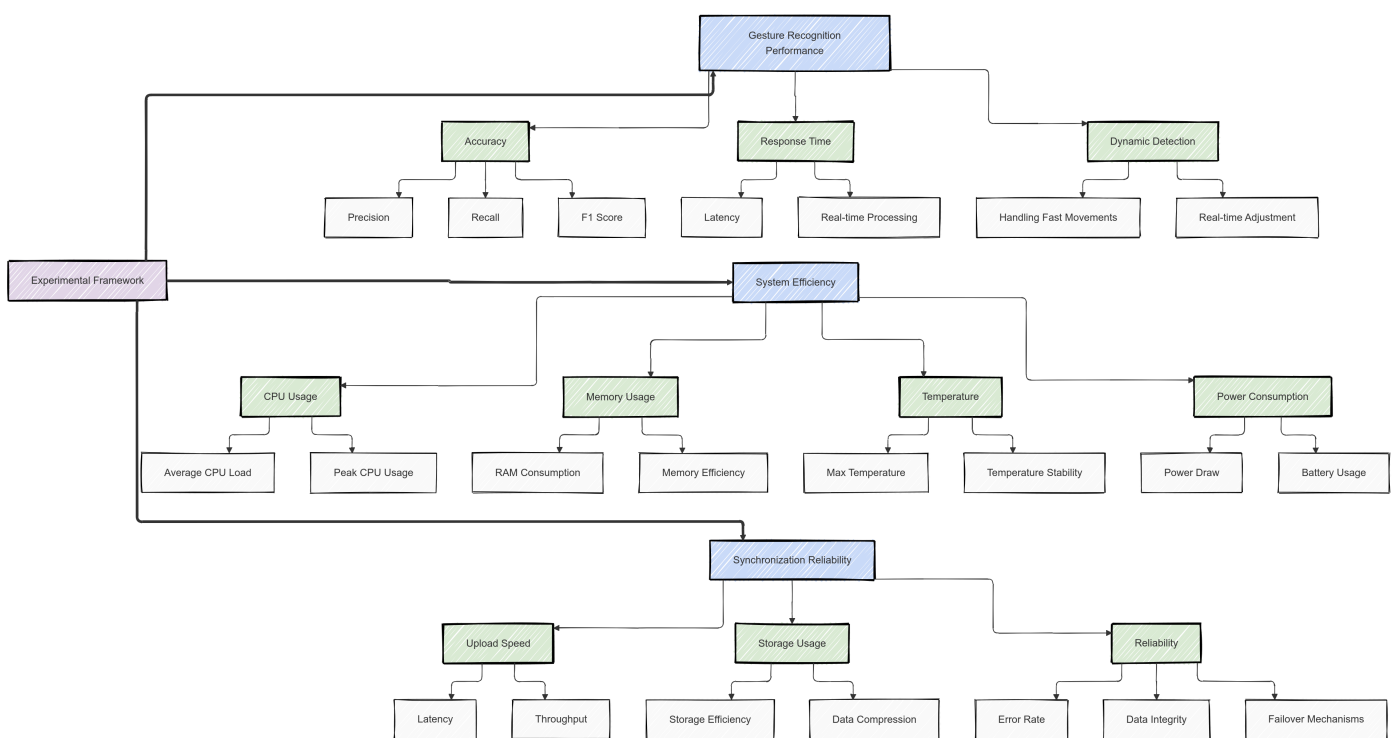 Gesture Recognition
Performance
Accuracy
Response Time
Dynamic Detection
Precision
Recall
F1 Score
Latency
Real-time Processing
Handling Fast Movements
Real-time Adjustment
Experimental Framework
System Efficiency
CPU Usage
Memory Usage
Temperature
Power Consumption
Average CPU Load
Peak CPU Usage
RAM Consumption
Memory Efficiency
Max Temperature
Temperature Stability
Power Draw
Battery Usage
Synchronization Reliability
Upload Speed
Storage Usage
Reliability
Latency
Throughput
Storage Efficiency
Data Compression
Error Rate
Data Integrity
Failover Mechanisms